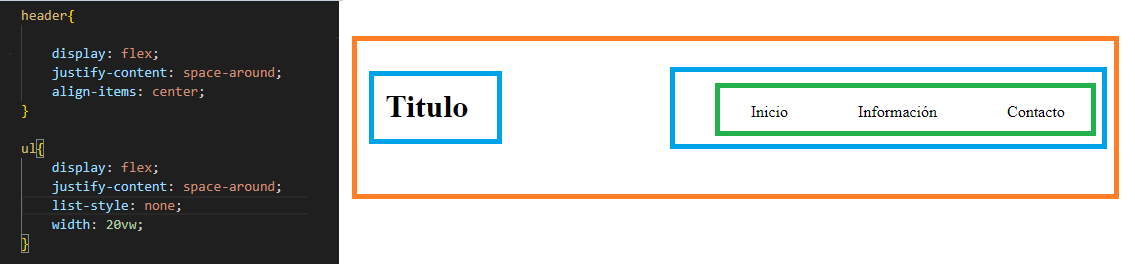 header{
display: flex;
justify-content: space-around;
align-items: center;
}
ul{
display: flex;
justify-content: space-around;
list-style: none;
width: 20vw;
}
Titulo
Inicio Información Contacto